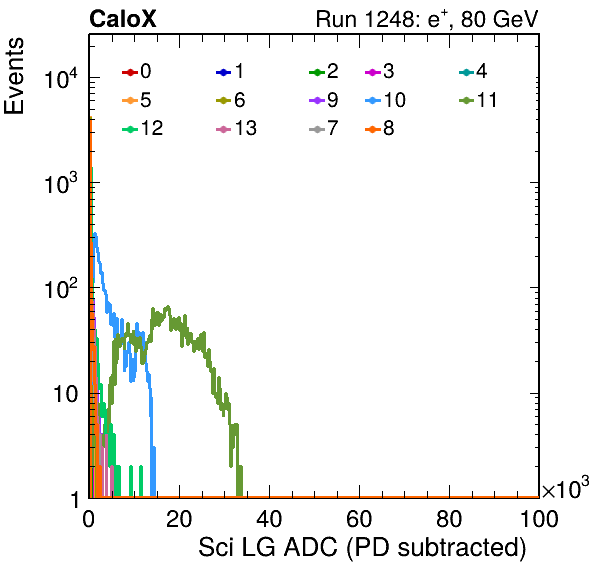 CaloX Run 1248: e⁺, 80 GeV
Events
0 1 2 3 4
5 6 9 10 11
12 13 7 8
10⁴
10³
10²
10
1
0 20 40 60 80 100
×10³
Sci LG ADC (PD subtracted)